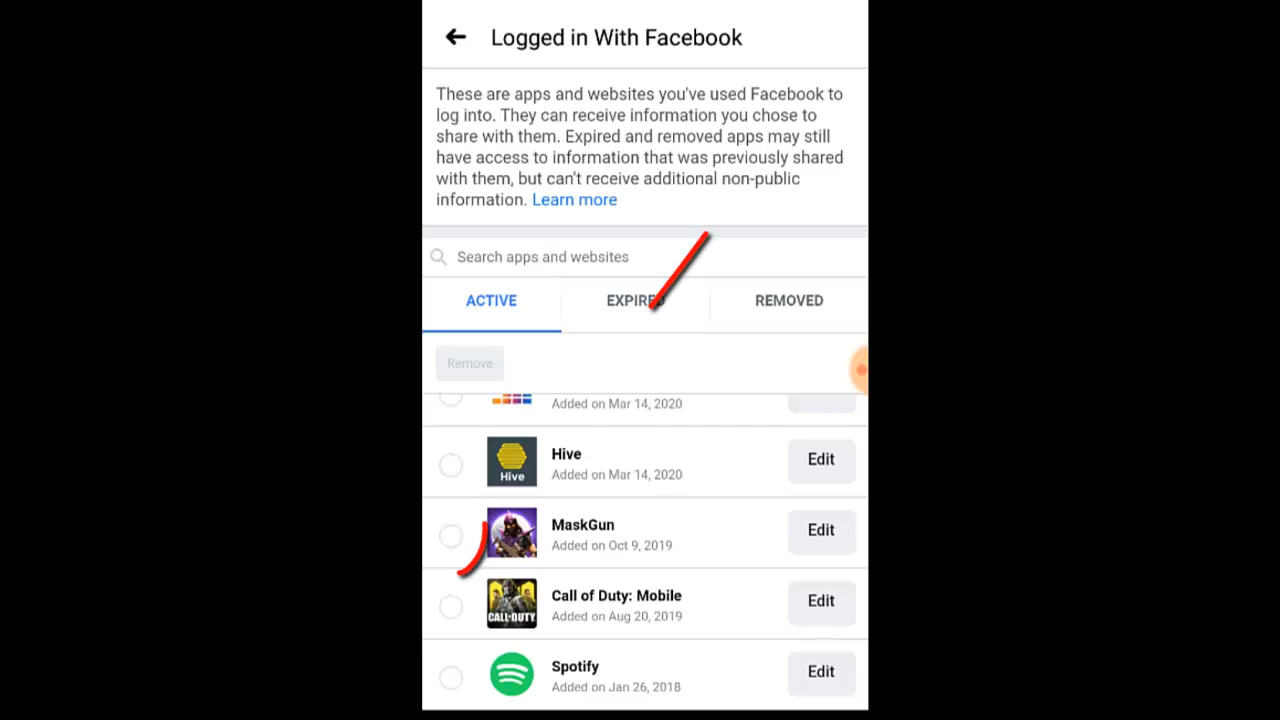 Logged in With Facebook
These are apps and websites you've used Facebook to
log into. They can receive information you chose to
share with them. Expired and removed apps may still
have access to information that was previously shared
with them, but can't receive additional non-public
information. Learn more
Search apps and websites
ACTIVE EXPIRED REMOVED
Remove
Added on Mar 14, 2020
Hive
Hive
Added on Mar 14, 2020
Edit
MaskGun
Added on Oct 9, 2019
Edit
CALL OF DUTY
Call of Duty: Mobile
Added on Aug 20, 2019
Edit
Spotify
Added on Jan 26, 2018
Edit